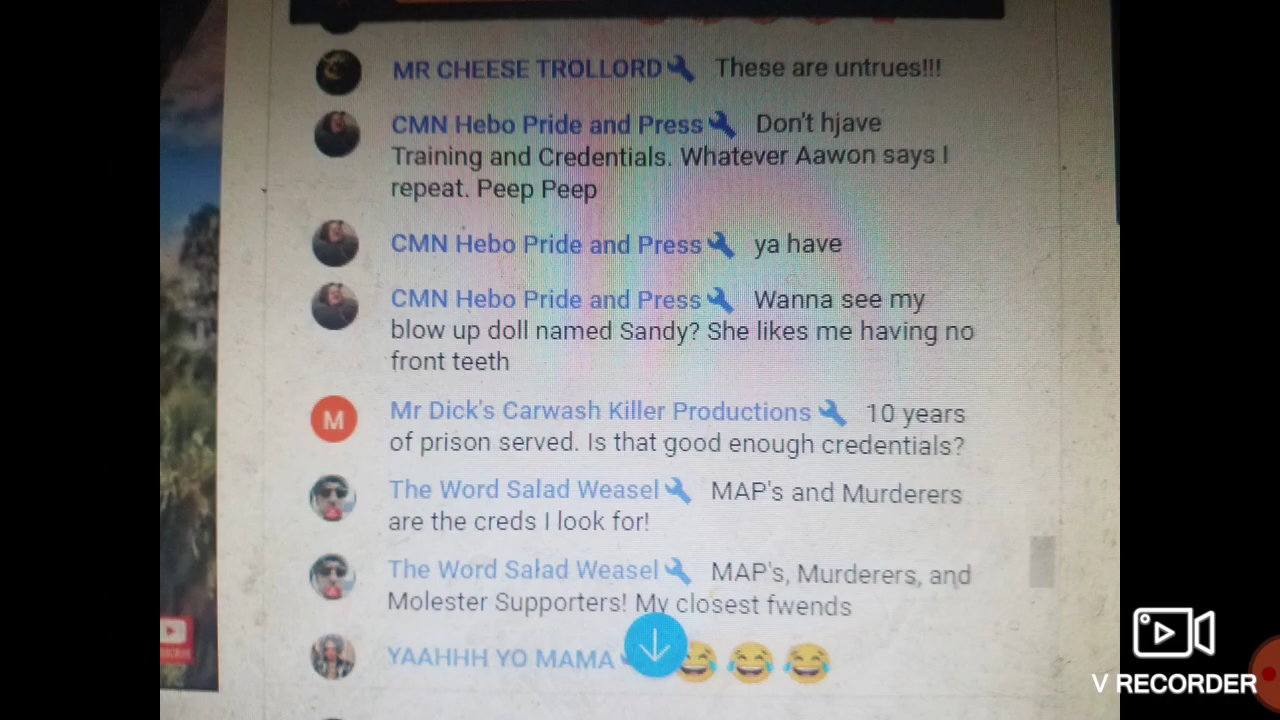 MR CHEESE TROLLORD These are untrues!!!
CMN Hebo Pride and Press Don't hjave
Training and Credentials. Whatever Aawon says I
repeat. Peep Peep
CMN Hebo Pride and Press ya have
CMN Hebo Pride and Press Wanna see my
blow up doll named Sandy? She likes me having no
front teeth
M
Mr Dick's Carwash Killer Productions 10 years
of prison served. Is that good enough credentials?
The Word Salad Weasel MAP's and Murderers
are the creds I look for!
The Word Salad Weasel MAP's, Murderers, and
Molester Supporters! My closest fwends
YAAHHH YO MAMA 😂😂😂
V RECORDER